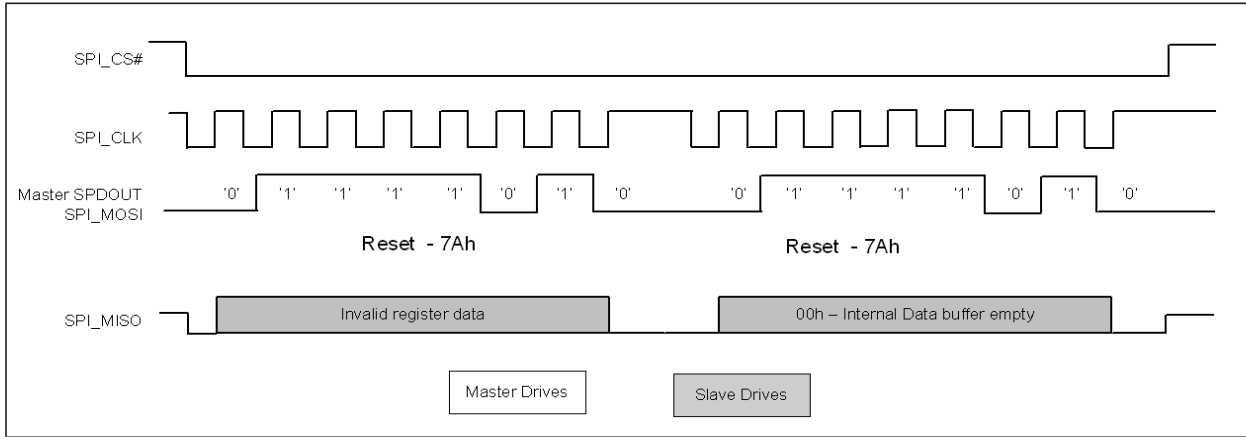 SPI_CS#
SPI_CLK
Master SPDOUT
SPI_MOSI
'0' '1' '1' '1' '1' '0' '1' '0' '0' '1' '1' '1' '1' '0' '1' '0'
Reset - 7Ah Reset - 7Ah
SPI_MISO
Invalid register data 00h – Internal Data buffer empty
Master Drives Slave Drives